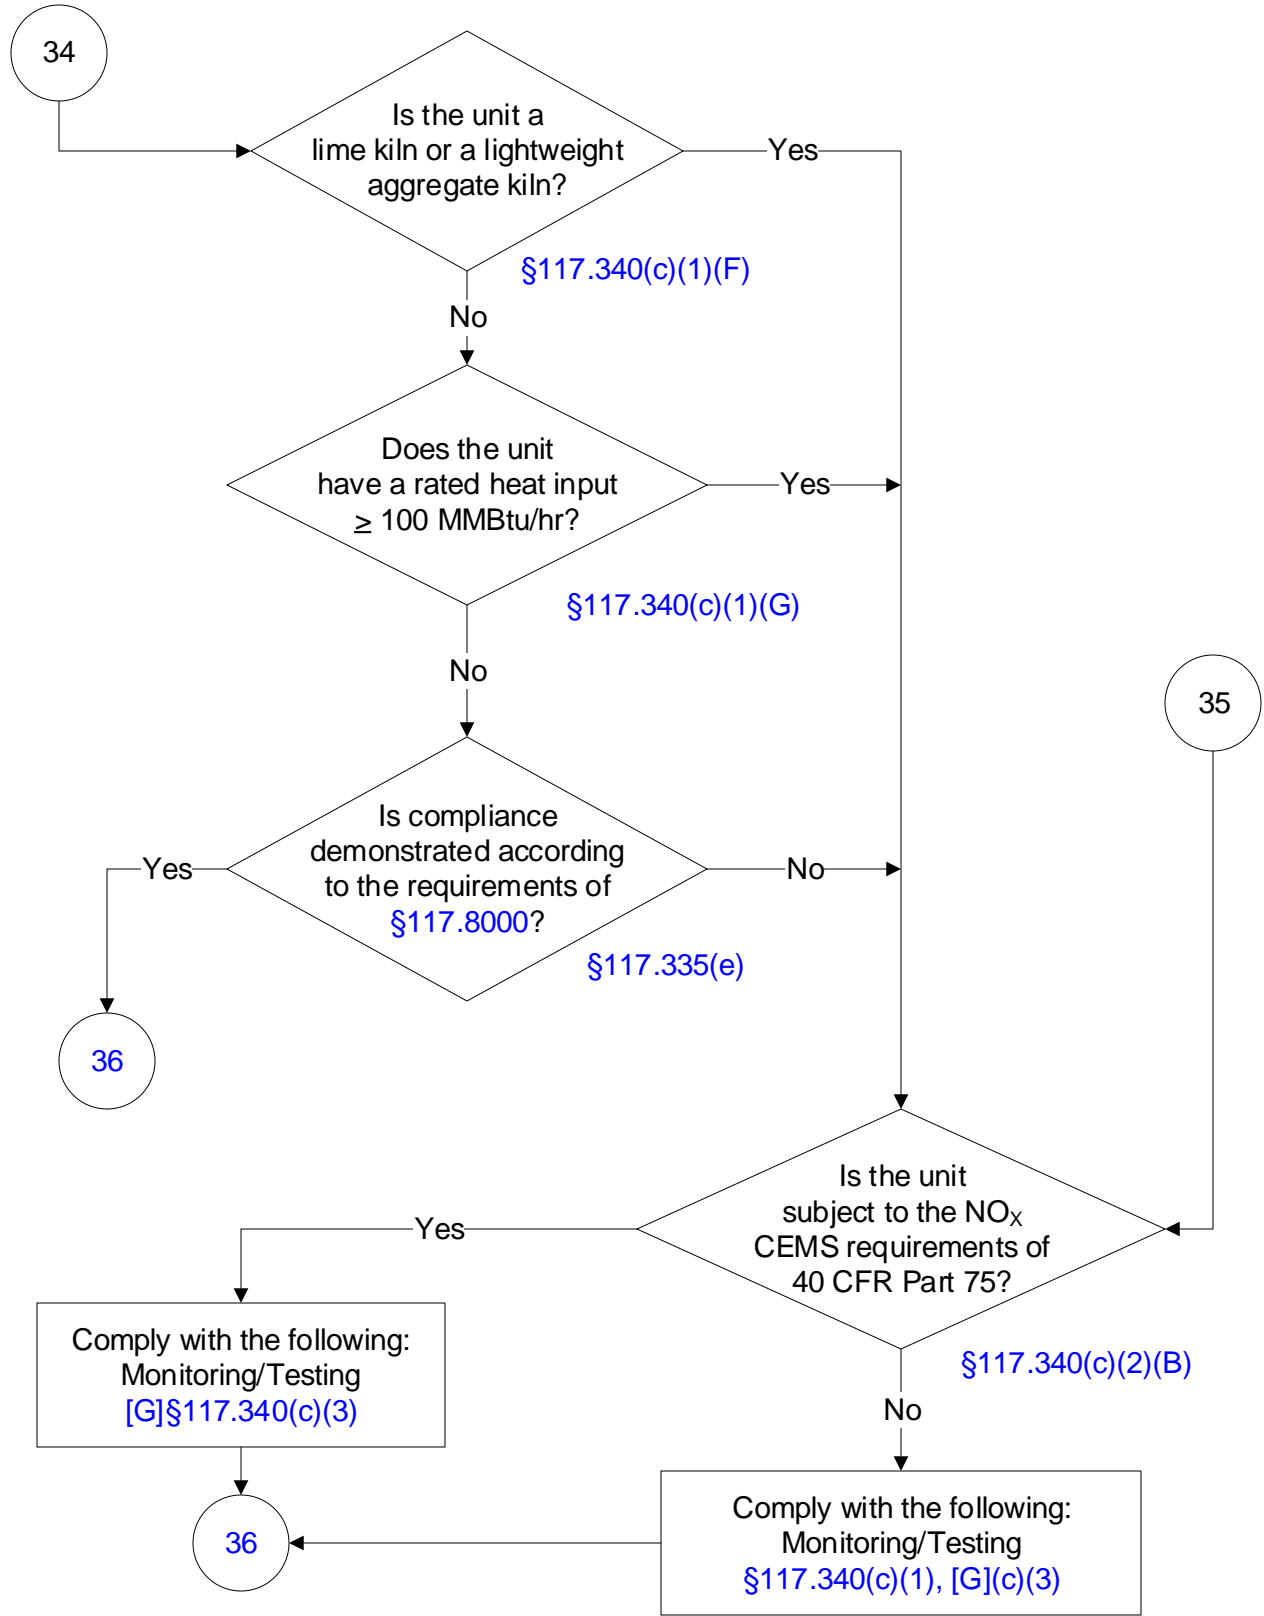 34
Is the unit a
lime kiln or a lightweight
aggregate kiln?
Yes
§117.340(c)(1)(F)
No
Does the unit
have a rated heat input
≥ 100 MMBtu/hr?
Yes
§117.340(c)(1)(G)
No
35
Is compliance
demonstrated according
to the requirements of
§117.8000?
Yes
No
§117.335(e)
36
Is the unit
subject to the NOX
CEMS requirements of
40 CFR Part 75?
Yes
§117.340(c)(2)(B)
No
Comply with the following:
Monitoring/Testing
[G]§117.340(c)(3)
36
Comply with the following:
Monitoring/Testing
§117.340(c)(1), [G](c)(3)